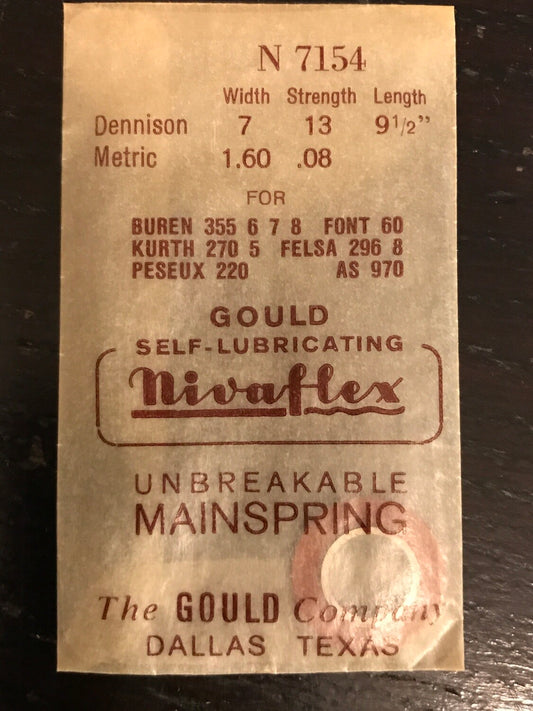 N 7154
Width Strength Length
Dennison 7 13 9 1/2"
Metric 1.60 .08
FOR
BUREN 355 6 7 8 FONT 60
KURTH 270 5 FELSA 296 8
PESEUX 220 AS 970
GOULD
SELF-LUBRICATING
Nivaflex
UNBREAKABLE
MAINSPRING
The GOULD Company
DALLAS TEXAS